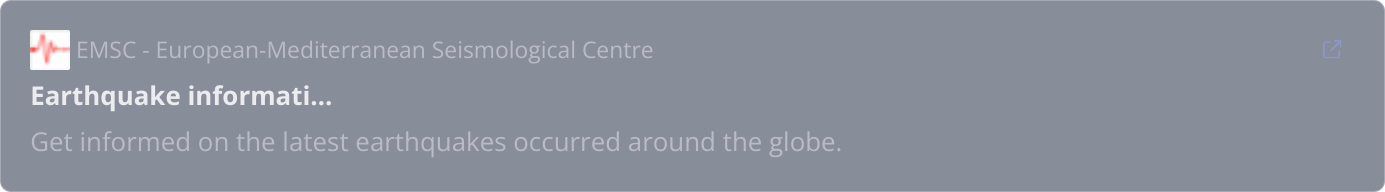 EMSC - European-Mediterranean Seismological Centre
Earthquake informati...
Get informed on the latest earthquakes occurred around the globe.